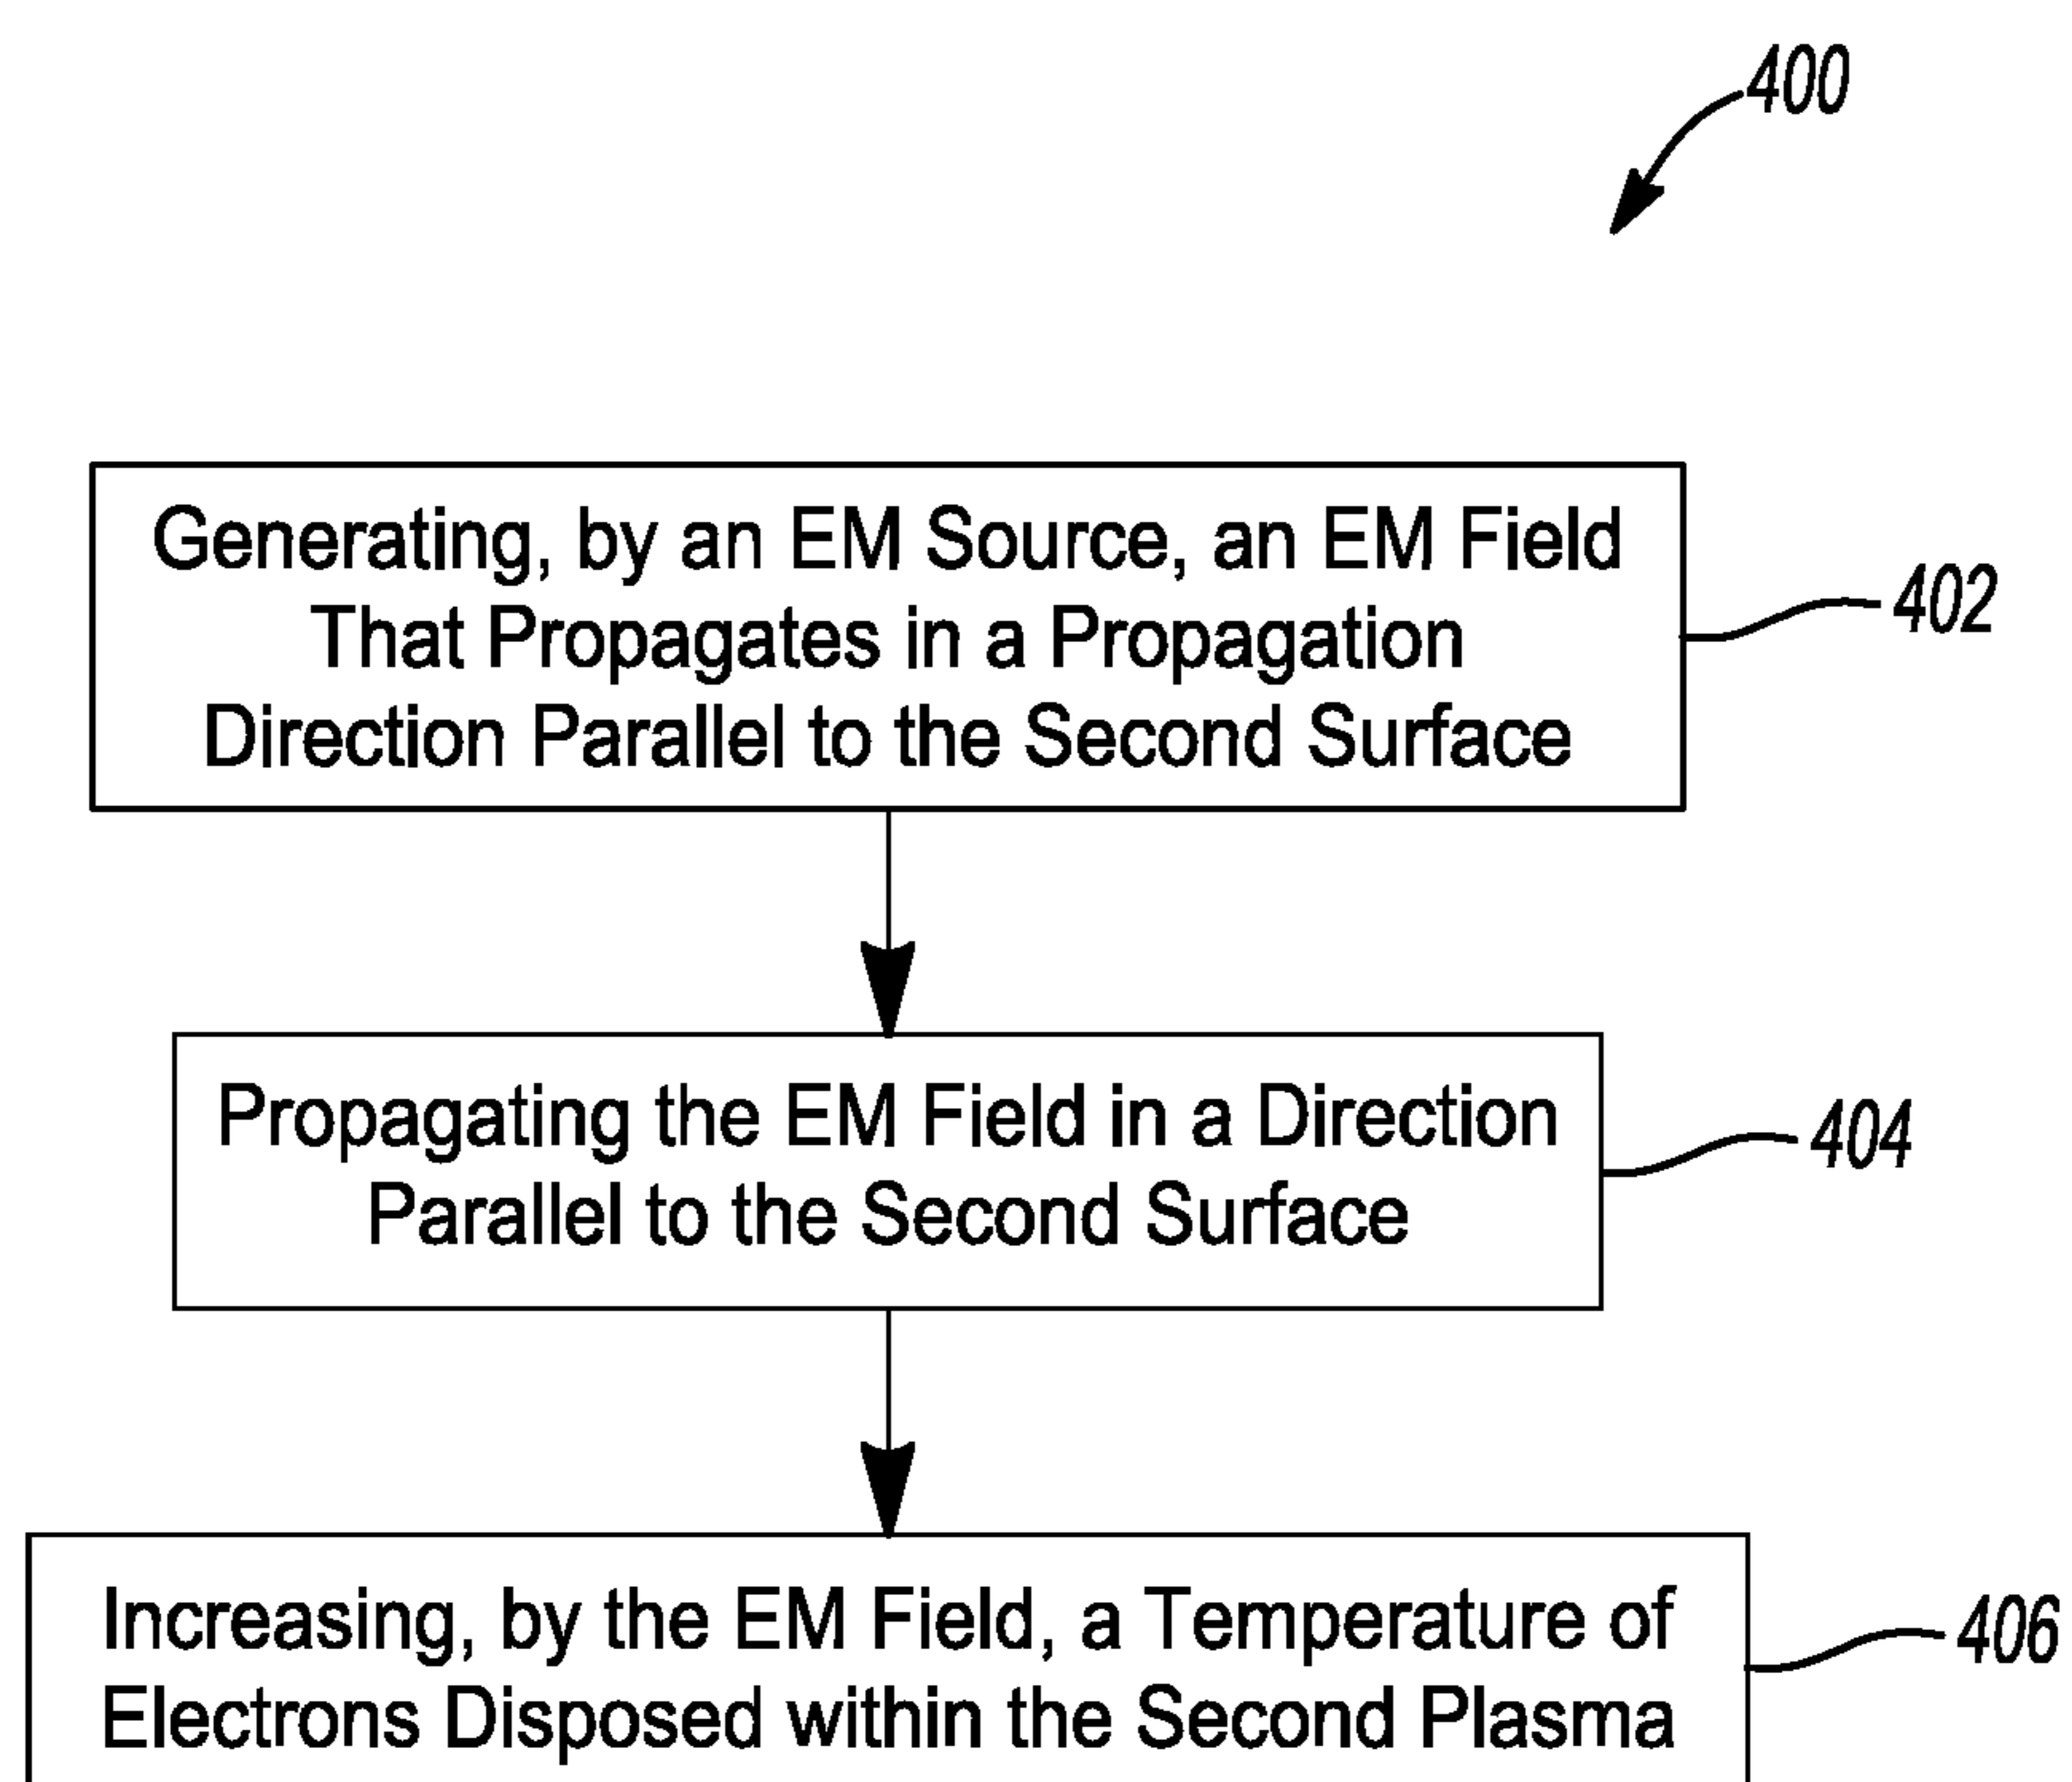 400
Generating, by an EM Source, an EM Field
That Propagates in a Propagation
Direction Parallel to the Second Surface
402
Propagating the EM Field in a Direction
Parallel to the Second Surface
404
Increasing, by the EM Field, a Temperature of
Electrons Disposed within the Second Plasma
406